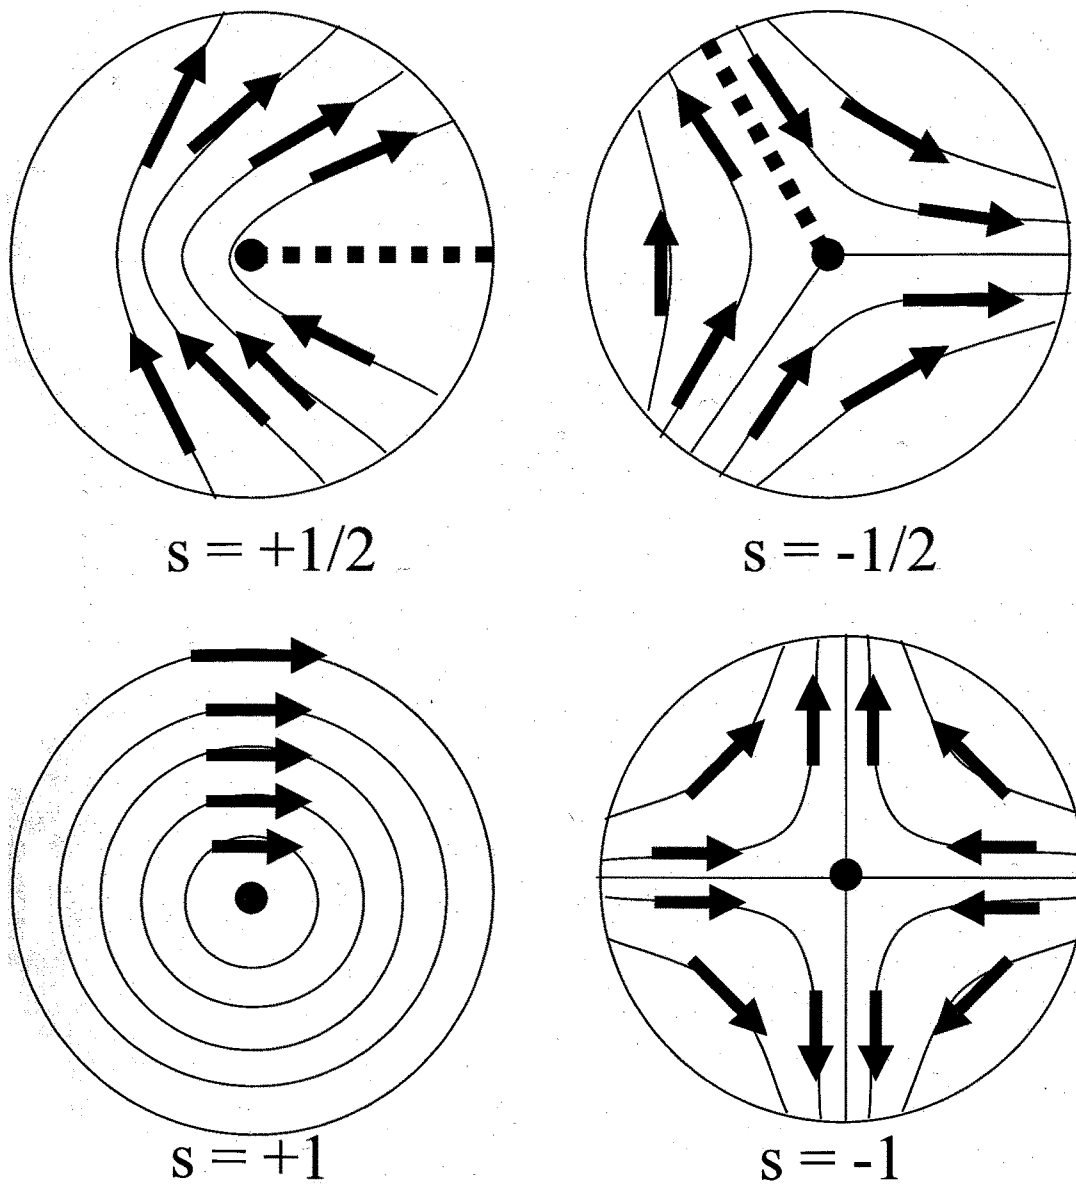 s = +1/2
s = -1/2
s = +1
s = -1